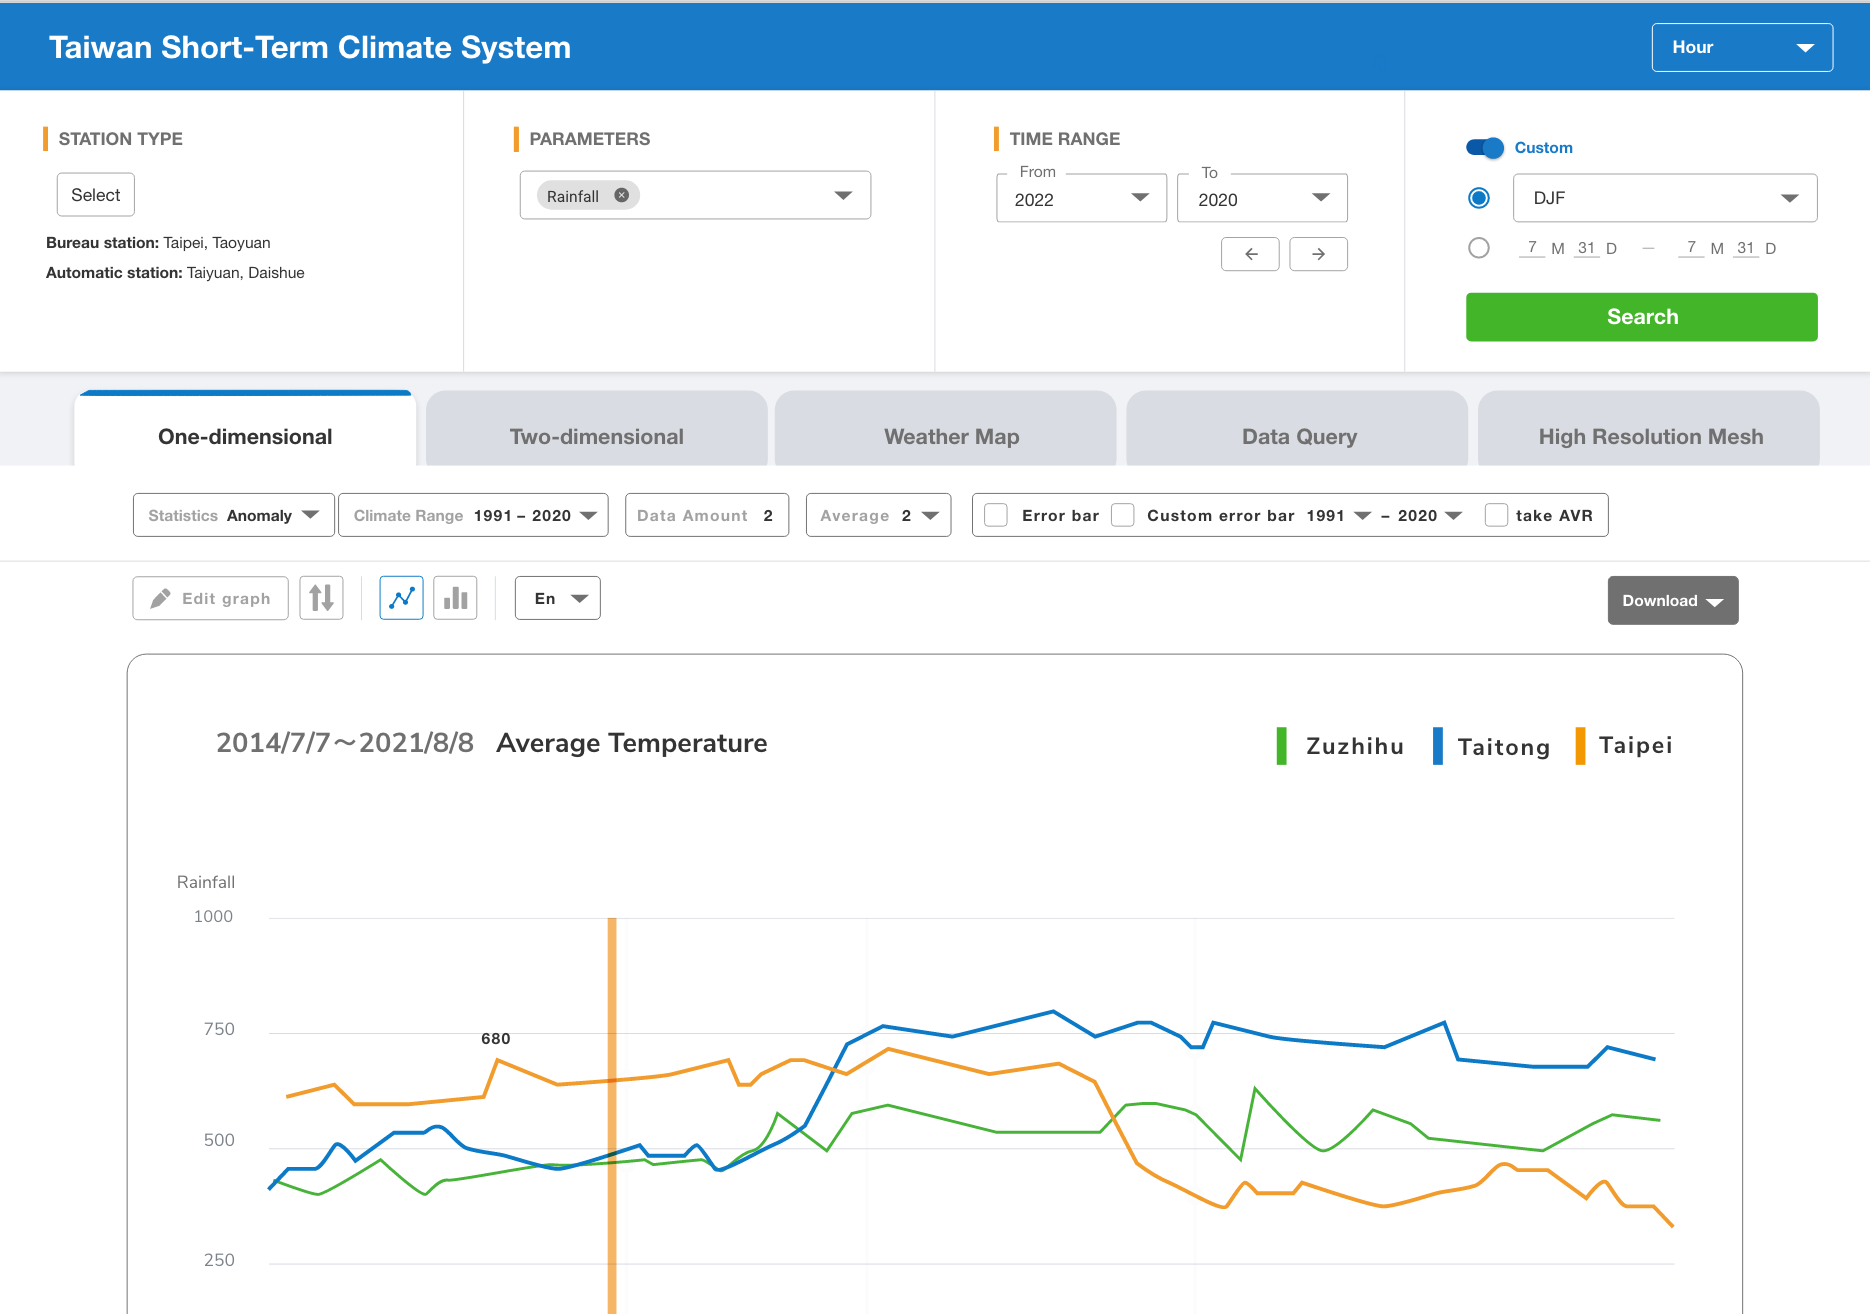 Taiwan Short-Term Climate System
Hour
STATION TYPE
Select
Bureau station: Taipei, Taoyuan
Automatic station: Taiyuan, Daishue
PARAMETERS
Rainfall
TIME RANGE
From
2022
To
2020
Custom
DJF
7 M 31 D — 7 M 31 D
Search
One-dimensional
Two-dimensional
Weather Map
Data Query
High Resolution Mesh
Statistics Anomaly
Climate Range 1991 – 2020
Data Amount 2
Average 2
Error bar
Custom error bar 1991 – 2020
take AVR
Edit graph
En
Download
2014/7/7～2021/8/8 Average Temperature
Zuzhihu
Taitong
Taipei
Rainfall
1000
750
680
500
250